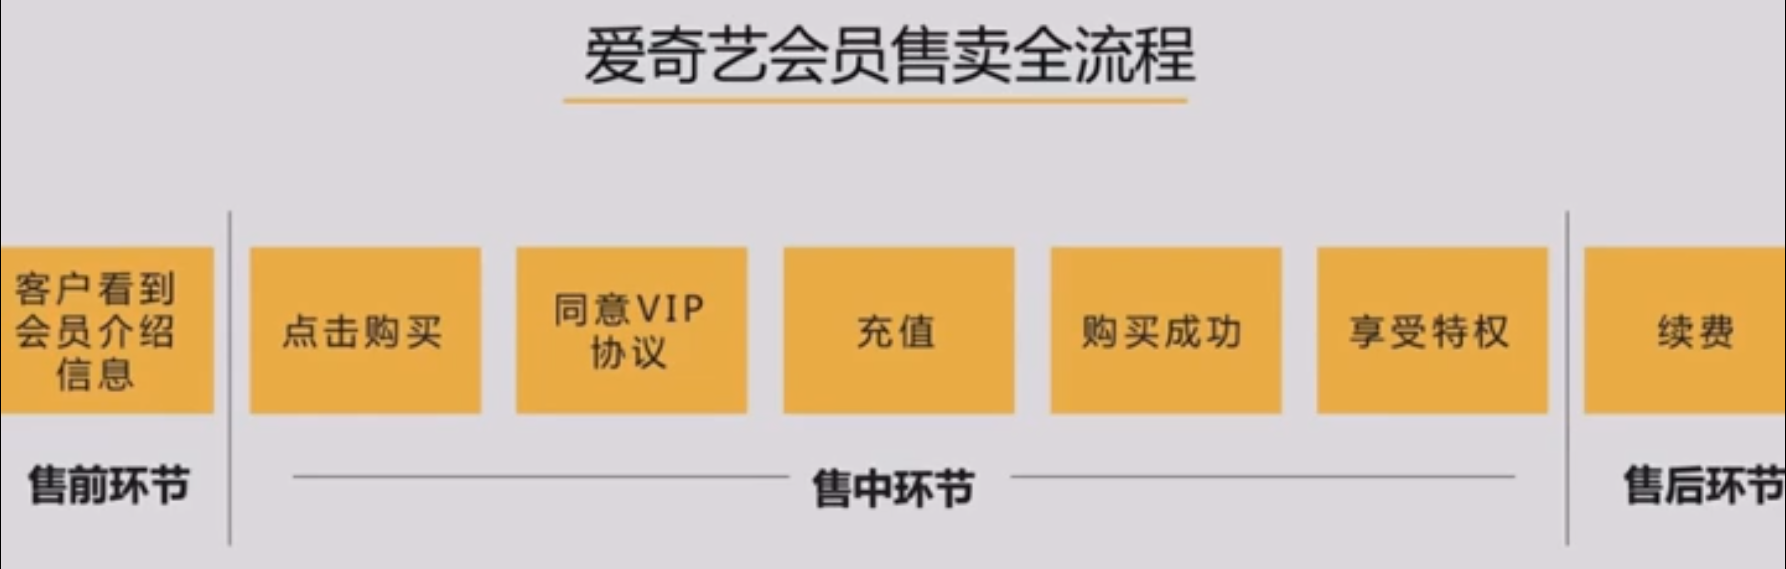 爱奇艺会员售卖全流程
客户看到
会员介绍
信息
点击购买
同意VIP
协议
充值
购买成功
享受特权
续费
售前环节
售中环节
售后环节